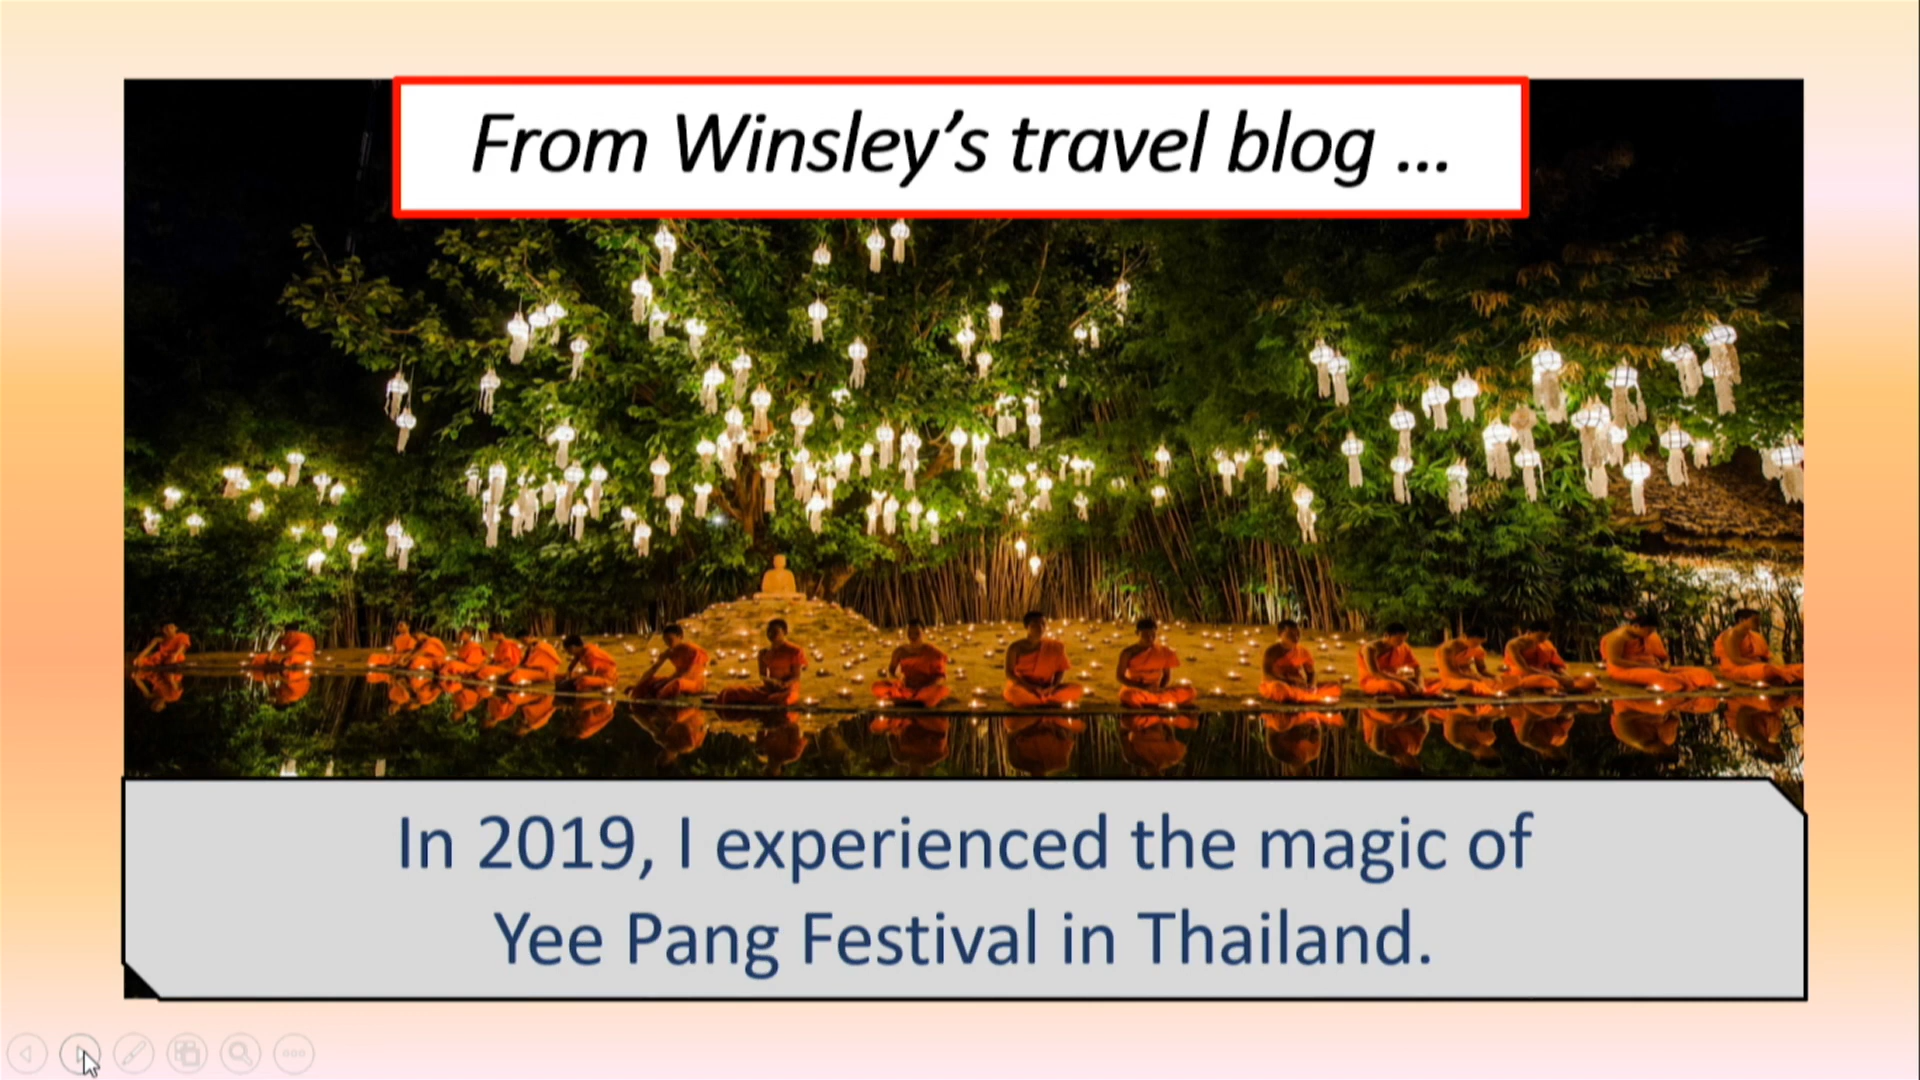 From Winsley’s travel blog ...
In 2019, I experienced the magic of
Yee Pang Festival in Thailand.